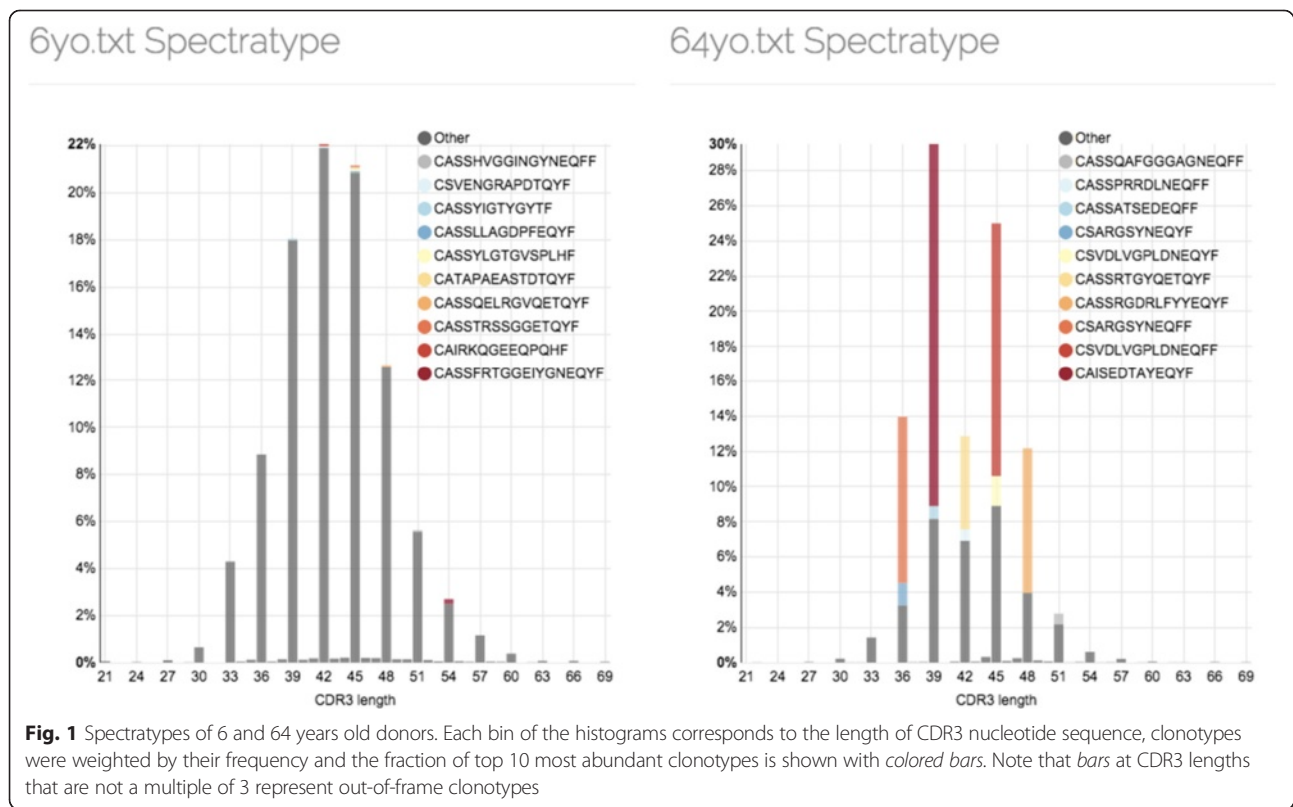 6yo.txt Spectratype
22%
20%
18%
16%
14%
12%
10%
8%
6%
4%
2%
0%
21 24 27 30 33 36 39 42 45 48 51 54 57 60 63 66 69
CDR3 length
Other
CASSHVGGINGYNEQFF
CSVENGRAPDTQYF
CASSYIGTYGYTF
CASSLLAGDPFEQYF
CASSYLGTGVSPLHF
CATAPAEASTDTQYF
CASSQELRGVQETQYF
CASSTRSSGGETQYF
CAIRKQGEEQPQHF
CASSFRTGGEIYGNEQYF
64yo.txt Spectratype
30%
28%
26%
24%
22%
20%
18%
16%
14%
12%
10%
8%
6%
4%
2%
0%
21 24 27 30 33 36 39 42 45 48 51 54 57 60 63 66 69
CDR3 length
Other
CASSQAFGGGAGNEQFF
CASSPRRDLNEQFF
CASSATSEDEQFF
CSARGSYNEQYF
CSVDLVGPLDNEQYF
CASSRTGYQETQYF
CASSRGDRLFYYEQYF
CSARGSYNEQFF
CSVDLVGPLDNEQFF
CAISEDTAYEQYF
Fig. 1 Spectratypes of 6 and 64 years old donors. Each bin of the histograms corresponds to the length of CDR3 nucleotide sequence, clonotypes
were weighted by their frequency and the fraction of top 10 most abundant clonotypes is shown with colored bars. Note that bars at CDR3 lengths
that are not a multiple of 3 represent out-of-frame clonotypes